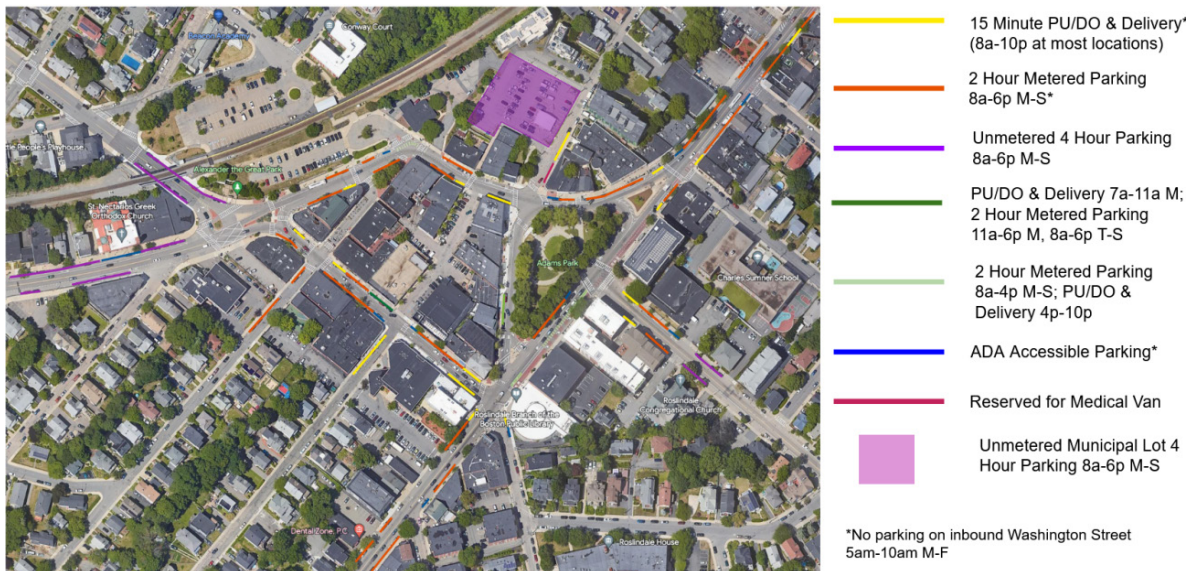 Conway Court
Alexander the Great Park
St. Nectarios Greek
Orthodox Church
Adams Park
Charles Sumner School
Roslindale
Congregational Church
Roslindale Branch of the
Boston Public Library
Dental Zone, P.C
Roslindale House
15 Minute PU/DO & Delivery*
(8a-10p at most locations)
2 Hour Metered Parking
8a-6p M-S*
Unmetered 4 Hour Parking
8a-6p M-S
PU/DO & Delivery 7a-11a M;
2 Hour Metered Parking
11a-6p M, 8a-6p T-S
2 Hour Metered Parking
8a-4p M-S; PU/DO &
Delivery 4p-10p
ADA Accessible Parking*
Reserved for Medical Van
Unmetered Municipal Lot 4
Hour Parking 8a-6p M-S
*No parking on inbound Washington Street
5am-10am M-F